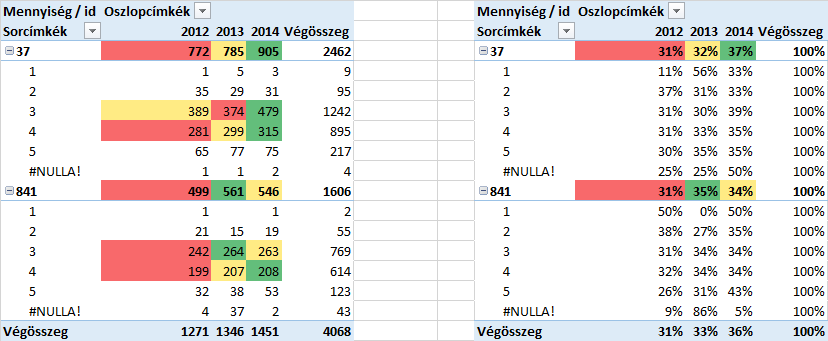 Mennyiség / id Oszlopcímkék
Sorcímkék 2012 2013 2014 Végösszeg
37 772 785 905 2462
1 1 5 3 9
2 35 29 31 95
3 389 374 479 1242
4 281 299 315 895
5 65 77 75 217
#NULLA! 1 1 2 4
841 499 561 546 1606
1 1 1 2
2 21 15 19 55
3 242 264 263 769
4 199 207 208 614
5 32 38 53 123
#NULLA! 4 37 2 43
Végösszeg 1271 1346 1451 4068
Mennyiség / id Oszlopcímkék
Sorcímkék 2012 2013 2014 Végösszeg
37 31% 32% 37% 100%
1 11% 56% 33% 100%
2 37% 31% 33% 100%
3 31% 30% 39% 100%
4 31% 33% 35% 100%
5 30% 35% 35% 100%
#NULLA! 25% 25% 50% 100%
841 31% 35% 34% 100%
1 50% 0% 50% 100%
2 38% 27% 35% 100%
3 31% 34% 34% 100%
4 32% 34% 34% 100%
5 26% 31% 43% 100%
#NULLA! 9% 86% 5% 100%
Végösszeg 31% 33% 36% 100%